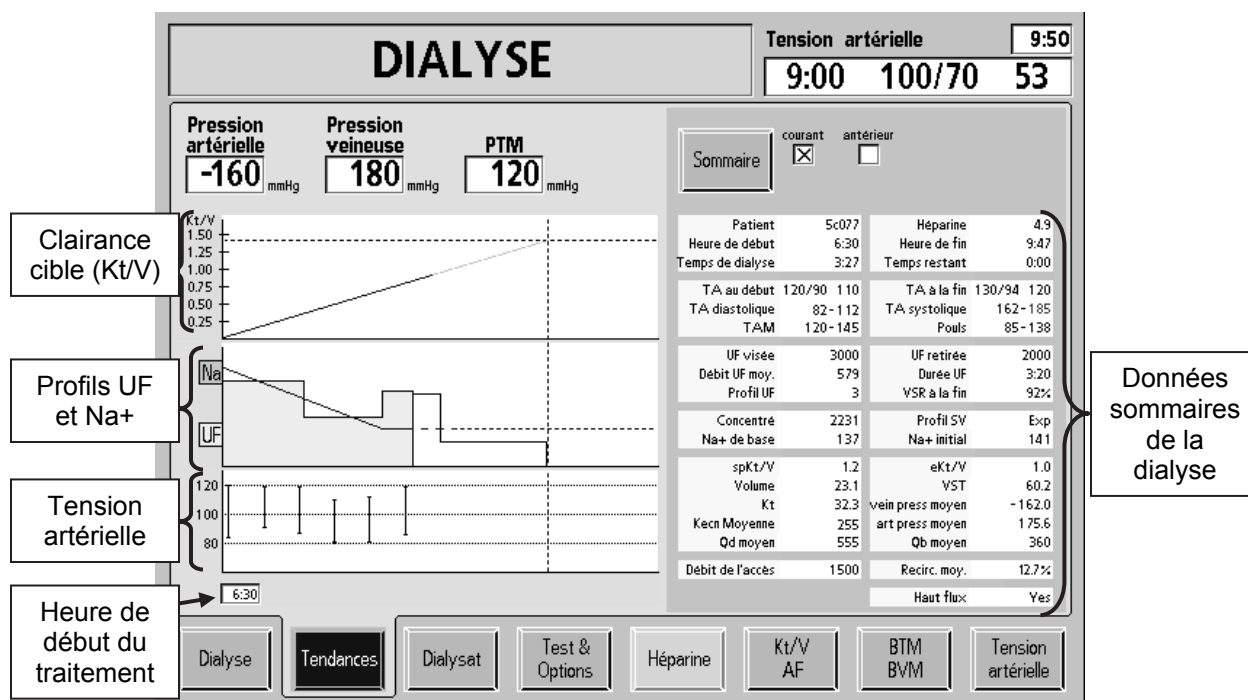 DIALYSE
Tension artérielle 9:50
9:00 100/70 53
Pression artérielle
-160 mmHg
Pression veineuse
180 mmHg
PTM
120 mmHg
Sommaire
courant
antérieur
Clairance
cible (Kt/V)
Kt/V
1.50
1.25
1.00
0.75
0.50
0.25
Profils UF
et Na+
Na
UF
Tension
artérielle
120
100
80
Heure de
début du
traitement
6:30
Patient 5c077 Héparine 4.9
Heure de début 6:30 Heure de fin 9:47
Temps de dialyse 3:27 Temps restant 0:00
TA au début 120/90 110 TA à la fin 130/94 120
TA diastolique 82-112 TA systolique 162-185
TAM 120-145 Pouls 85-138
UF visée 3000 UF retirée 2000
Débit UF moy. 579 Durée UF 3:20
Profil UF 3 VSR à la fin 92%
Concentré 2231 Profil SV Exp
Na+ de base 137 Na+ initial 141
spKt/V 1.2 eKt/V 1.0
Volume 23.1 VST 60.2
Kt 32.3 vein press moyen -162.0
Kecn Moyenne 255 art press moyen 175.6
Qd moyen 555 Qb moyen 360
Débit de l'accès 1500 Recirc. moy. 12.7%
Haut flux Yes
Données
sommaires
de la
dialyse
Dialyse
Tendances
Dialysat
Test &
Options
Héparine
Kt/V
AF
BTM
BVM
Tension
artérielle